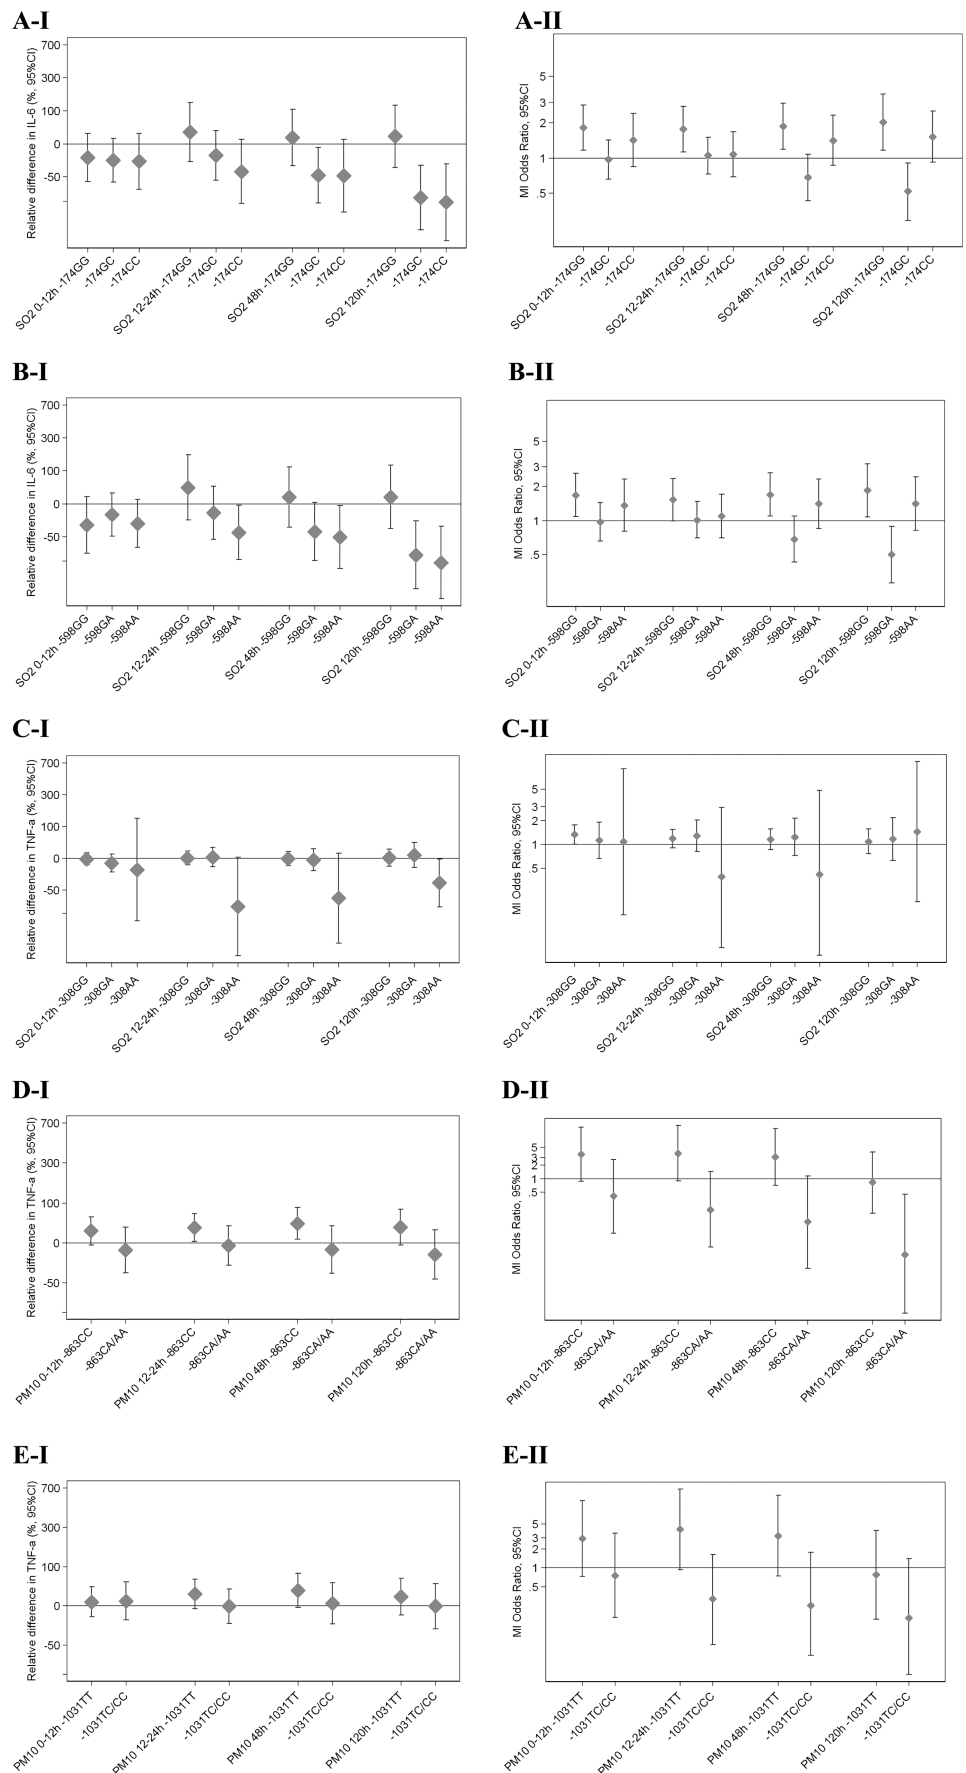 A-I
A-II
Relative difference in IL-6 (%, 95%CI)
700
300
100
0
-50
SO2 0-12h -174GG
-174GC
-174CC
SO2 12-24h -174GG
-174GC
-174CC
SO2 48h -174GG
-174GC
-174CC
SO2 120h -174GG
-174GC
-174CC
MI Odds Ratio, 95%CI
5
3
2
1
.5
SO2 0-12h -174GG
-174GC
-174CC
SO2 12-24h -174GG
-174GC
-174CC
SO2 48h -174GG
-174GC
-174CC
SO2 120h -174GG
-174GC
-174CC
B-I
B-II
Relative difference in IL-6 (%, 95%CI)
700
300
100
0
-50
SO2 0-12h -598GG
-598GA
-598AA
SO2 12-24h -598GG
-598GA
-598AA
SO2 48h -598GG
-598GA
-598AA
SO2 120h -598GG
-598GA
-598AA
MI Odds Ratio, 95%CI
5
3
2
1
.5
SO2 0-12h -598GG
-598GA
-598AA
SO2 12-24h -598GG
-598GA
-598AA
SO2 48h -598GG
-598GA
-598AA
SO2 120h -598GG
-598GA
-598AA
C-I
C-II
Relative difference in TNF-a (%, 95%CI)
700
300
100
0
-50
SO2 0-12h -308GG
-308GA
-308AA
SO2 12-24h -308GG
-308GA
-308AA
SO2 48h -308GG
-308GA
-308AA
SO2 120h -308GG
-308GA
-308AA
MI Odds Ratio, 95%CI
5
3
2
1
.5
SO2 0-12h -308GG
-308GA
-308AA
SO2 12-24h -308GG
-308GA
-308AA
SO2 48h -308GG
-308GA
-308AA
SO2 120h -308GG
-308GA
-308AA
D-I
D-II
Relative difference in TNF-a (%, 95%CI)
700
300
100
0
-50
PM10 0-12h -863CC
-863CA/AA
PM10 12-24h -863CC
-863CA/AA
PM10 48h -863CC
-863CA/AA
PM10 120h -863CC
-863CA/AA
MI Odds Ratio, 95%CI
5
3
2
1
.5
PM10 0-12h -863CC
-863CA/AA
PM10 12-24h -863CC
-863CA/AA
PM10 48h -863CC
-863CA/AA
PM10 120h -863CC
-863CA/AA
E-I
E-II
Relative difference in TNF-a (%, 95%CI)
700
300
100
0
-50
PM10 0-12h -1031TT
-1031TC/CC
PM10 12-24h -1031TT
-1031TC/CC
PM10 48h -1031TT
-1031TC/CC
PM10 120h -1031TT
-1031TC/CC
MI Odds Ratio, 95%CI
5
3
2
1
.5
PM10 0-12h -1031TT
-1031TC/CC
PM10 12-24h -1031TT
-1031TC/CC
PM10 48h -1031TT
-1031TC/CC
PM10 120h -1031TT
-1031TC/CC